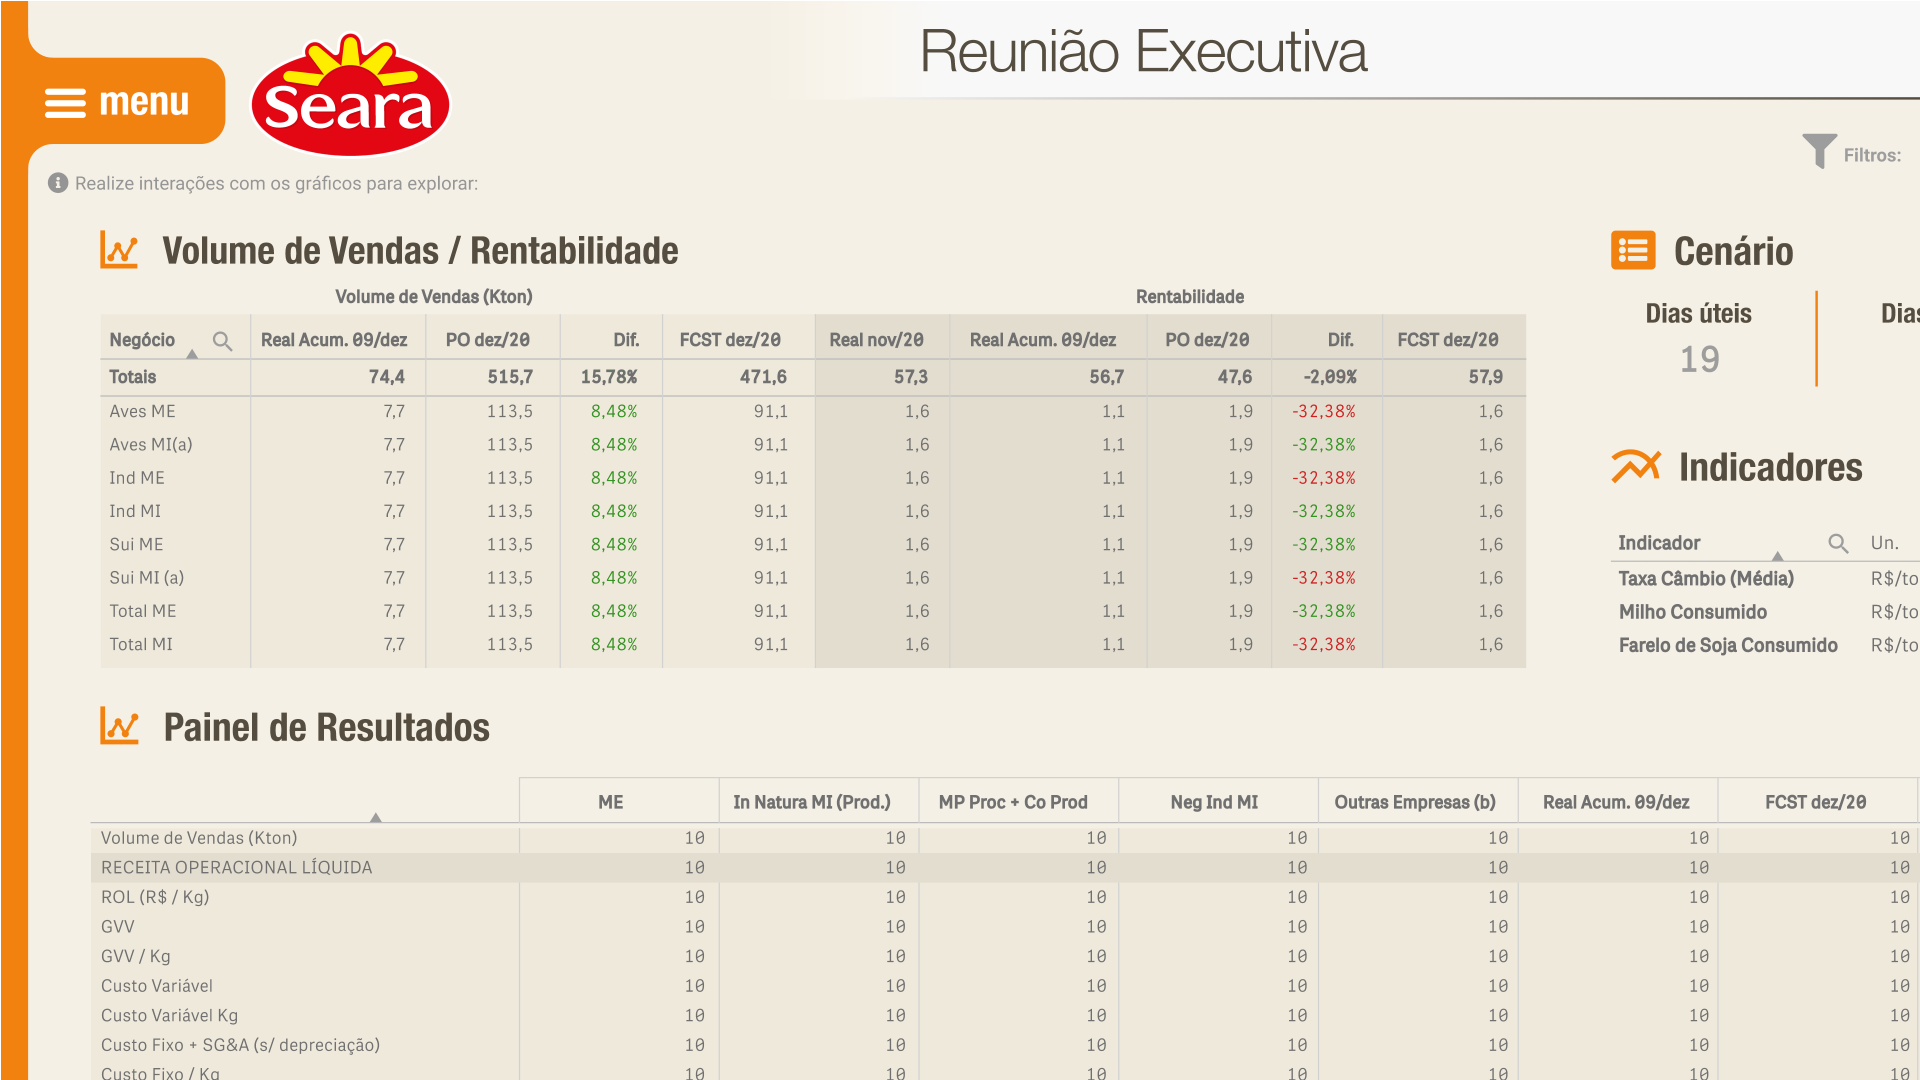 Reunião Executiva
menu
Seara
Filtros:
Realize interações com os gráficos para explorar:
Volume de Vendas / Rentabilidade
Volume de Vendas (Kton) Rentabilidade
Negócio Real Acum. 09/dez PO dez/20 Dif. FCST dez/20 Real nov/20 Real Acum. 09/dez PO dez/20 Dif. FCST dez/20
Totais 74,4 515,7 15,78% 471,6 57,3 56,7 47,6 -2,09% 57,9
Aves ME 7,7 113,5 8,48% 91,1 1,6 1,1 1,9 -32,38% 1,6
Aves MI(a) 7,7 113,5 8,48% 91,1 1,6 1,1 1,9 -32,38% 1,6
Ind ME 7,7 113,5 8,48% 91,1 1,6 1,1 1,9 -32,38% 1,6
Ind MI 7,7 113,5 8,48% 91,1 1,6 1,1 1,9 -32,38% 1,6
Sui ME 7,7 113,5 8,48% 91,1 1,6 1,1 1,9 -32,38% 1,6
Sui MI (a) 7,7 113,5 8,48% 91,1 1,6 1,1 1,9 -32,38% 1,6
Total ME 7,7 113,5 8,48% 91,1 1,6 1,1 1,9 -32,38% 1,6
Total MI 7,7 113,5 8,48% 91,1 1,6 1,1 1,9 -32,38% 1,6
Cenário
Dias úteis Dias
19
Indicadores
Indicador Un.
Taxa Câmbio (Média) R$/to
Milho Consumido R$/to
Farelo de Soja Consumido R$/to
Painel de Resultados
ME In Natura MI (Prod.) MP Proc + Co Prod Neg Ind MI Outras Empresas (b) Real Acum. 09/dez FCST dez/20
Volume de Vendas (Kton) 10 10 10 10 10 10 10
RECEITA OPERACIONAL LÍQUIDA 10 10 10 10 10 10 10
ROL (R$ / Kg) 10 10 10 10 10 10 10
GVV 10 10 10 10 10 10 10
GVV / Kg 10 10 10 10 10 10 10
Custo Variável 10 10 10 10 10 10 10
Custo Variável Kg 10 10 10 10 10 10 10
Custo Fixo + SG&A (s/ depreciação) 10 10 10 10 10 10 10
Custo Fixo / Kg 10 10 10 10 10 10 10